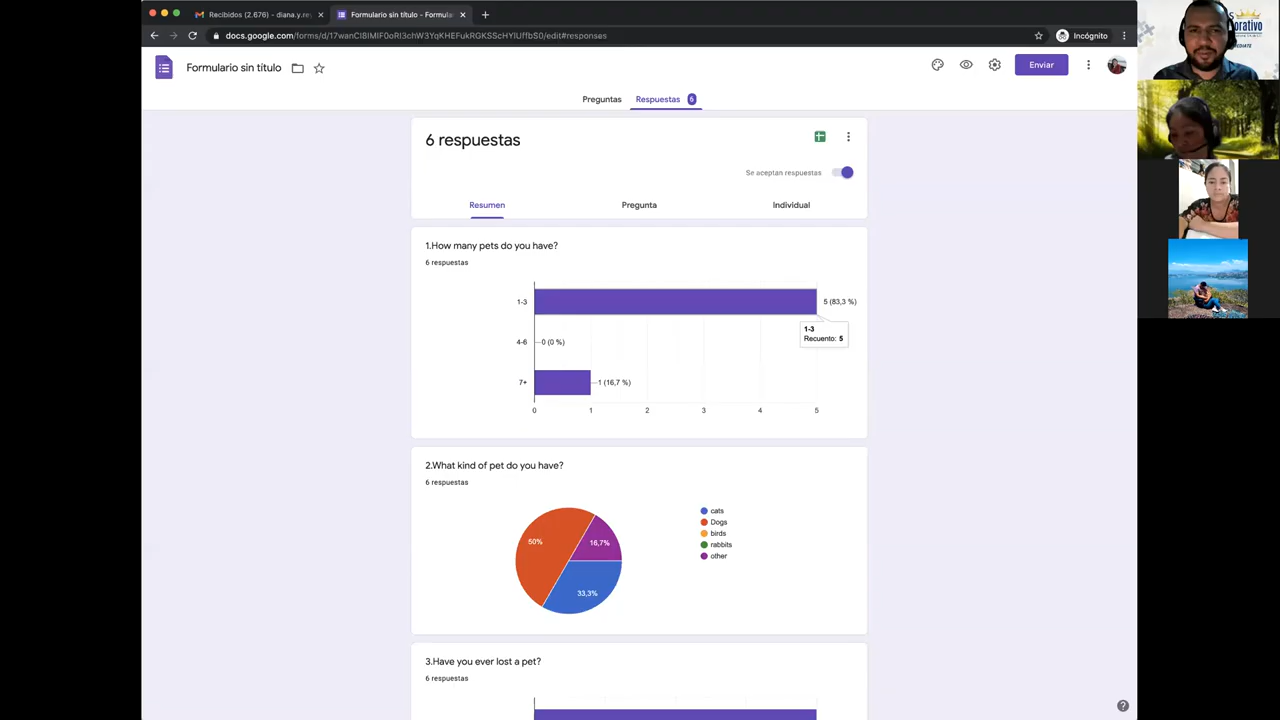 Recibidos (2.676) - diana.y.rev
Formulario sin título - Formula
docs.google.com/forms/d/17wanCI8IMIF0oRI3chW3YqKHEFukRGKSScHYIUffbS0/edit#responses
Incógnito
Formulario sin título
Enviar
Preguntas
Respuestas 6
6 respuestas
Se aceptan respuestas
Resumen
Pregunta
Individual
1.How many pets do you have?
6 respuestas
1-3
5 (83,3 %)
1-3
Recuento: 5
4-6
0 (0 %)
7+
1 (16,7 %)
0 1 2 3 4 5
2.What kind of pet do you have?
6 respuestas
50%
16,7%
33,3%
cats
Dogs
birds
rabbits
other
3.Have you ever lost a pet?
6 respuestas